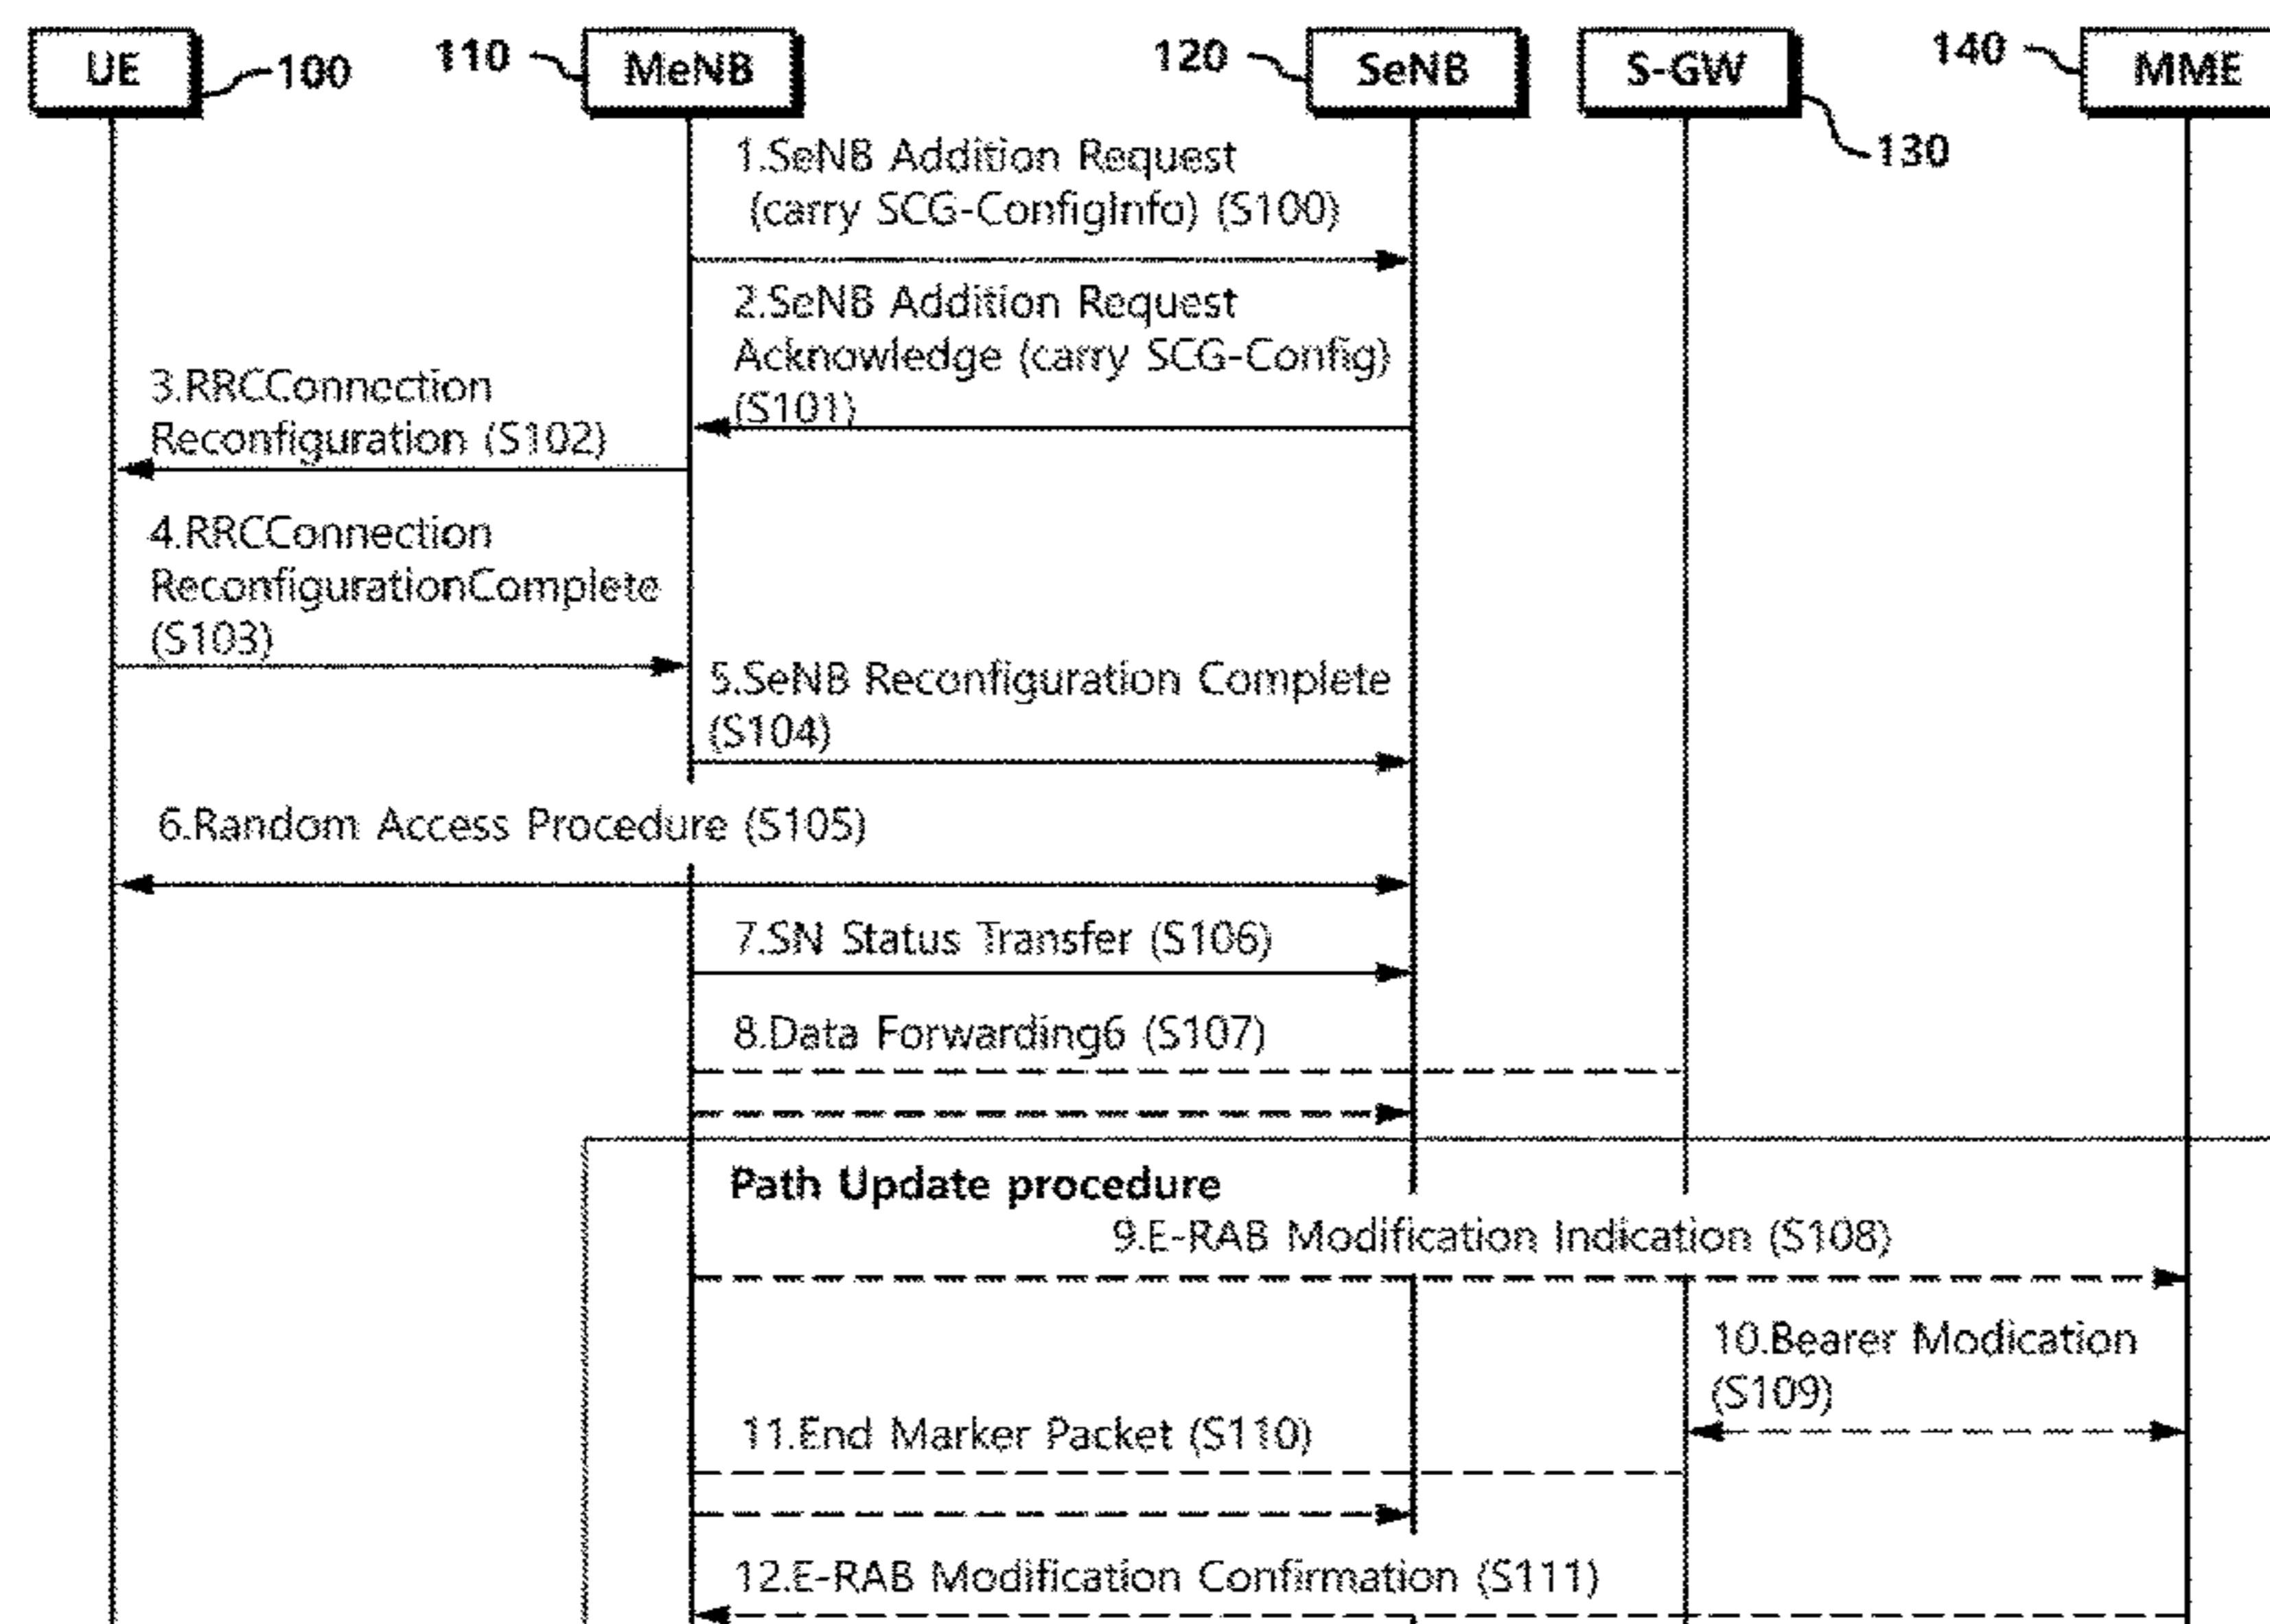 UE
100
110
MeNB
120
SeNB
S-GW
130
140
MME
1.SeNB Addition Request
(carry SCG-ConfigInfo) (S100)
2.SeNB Addition Request
Acknowledge (carry SCG-Config)
(S101)
3.RRCConnection
Reconfiguration (S102)
4.RRCConnection
ReconfigurationComplete
(S103)
5.SeNB Reconfiguration Complete
(S104)
6.Random Access Procedure (S105)
7.SN Status Transfer (S106)
8.Data Forwarding6 (S107)
Path Update procedure
9.E-RAB Modification Indication (S108)
10.Bearer Modication
(S109)
11.End Marker Packet (S110)
12.E-RAB Modification Confirmation (S111)